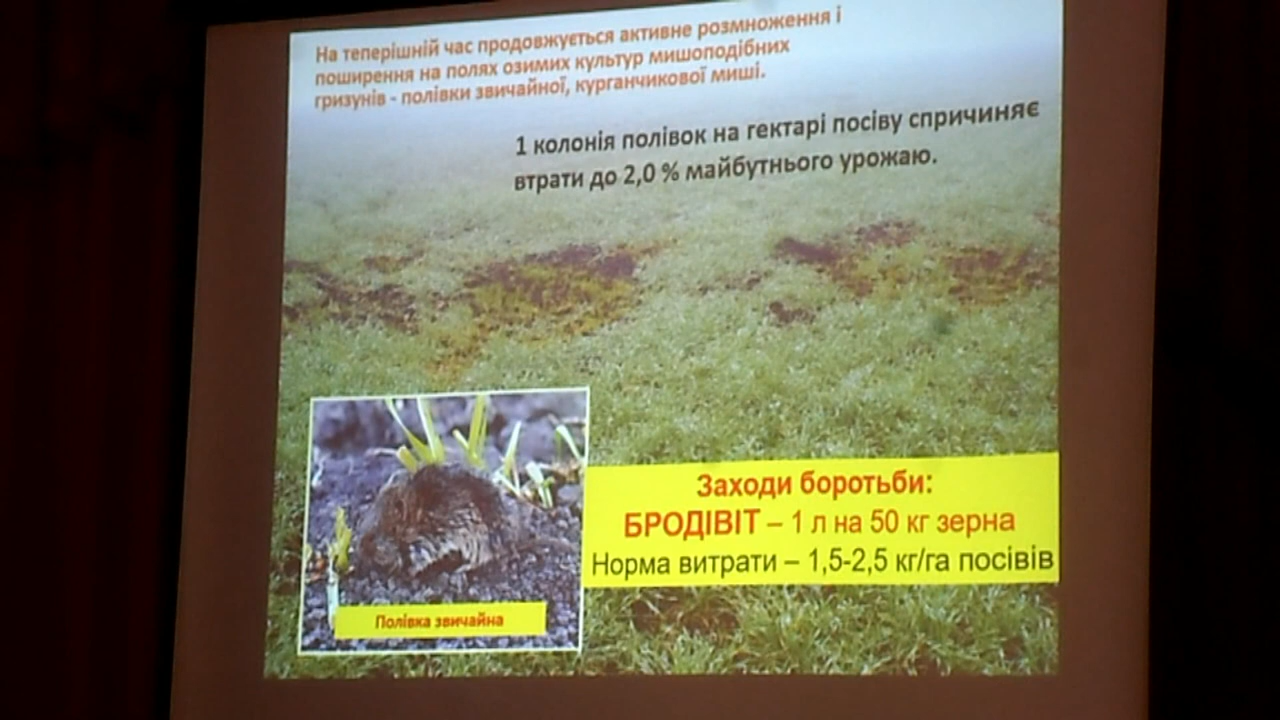 На теперішній час продовжується активне розмноження і
поширення на полях озимих культур мишоподібних
гризунів - полівки звичайної, курганчикової миші.
1 колонія полівок на гектарі посіву спричиняє
втрати до 2,0 % майбутнього урожаю.
Заходи боротьби:
БРОДІВІТ – 1 л на 50 кг зерна
Норма витрати – 1,5-2,5 кг/га посівів
Полівка звичайна